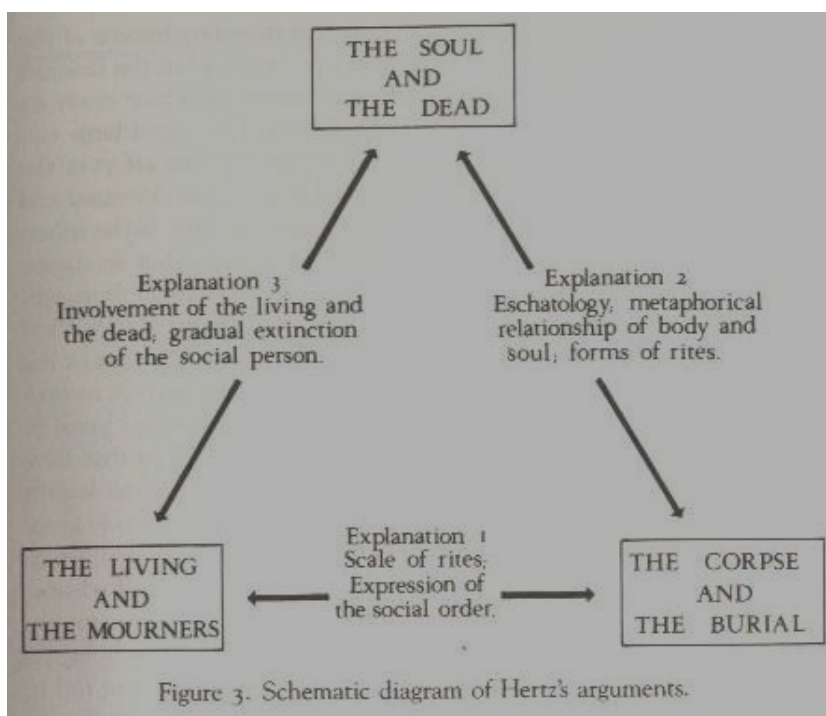 THE SOUL
AND
THE DEAD
Explanation 3
Involvement of the living and
the dead; gradual extinction
of the social person.
Explanation 2
Eschatology; metaphorical
relationship of body and
soul; forms of rites.
Explanation 1
Scale of rites;
Expression of
the social order.
THE LIVING
AND
THE MOURNERS
THE CORPSE
AND
THE BURIAL
Figure 3. Schematic diagram of Hertz's arguments.